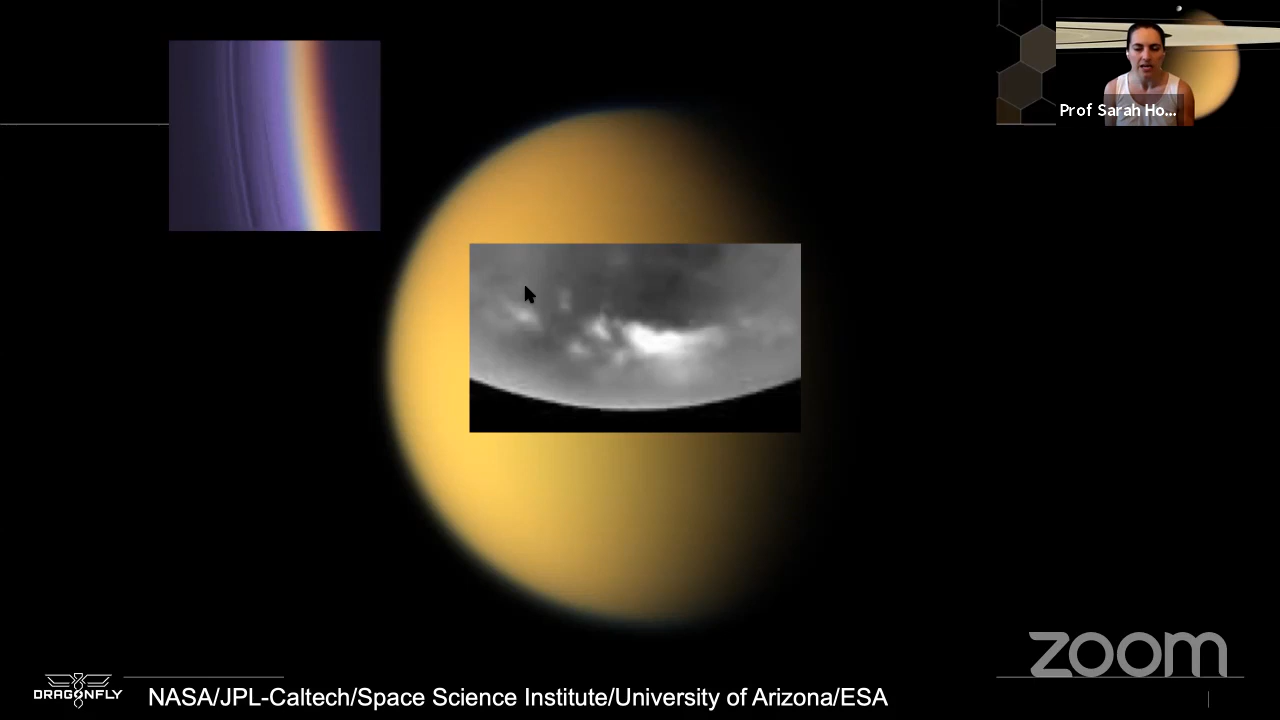 Prof Sarah Ho...
zoom
DRAGONFLY
NASA/JPL-Caltech/Space Science Institute/University of Arizona/ESA